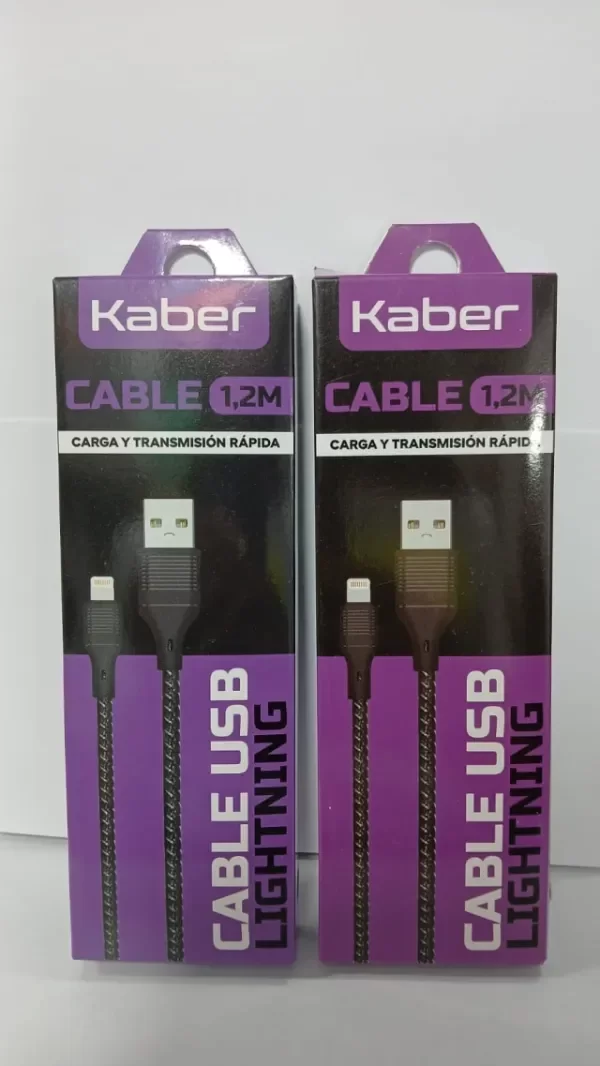 Kaber
CABLE 1,2M
CARGA Y TRANSMISIÓN RÁPIDA
CABLE USB
LIGHTNING
Kaber
CABLE 1,2M
CARGA Y TRANSMISIÓN RÁPIDA
CABLE USB
LIGHTNING